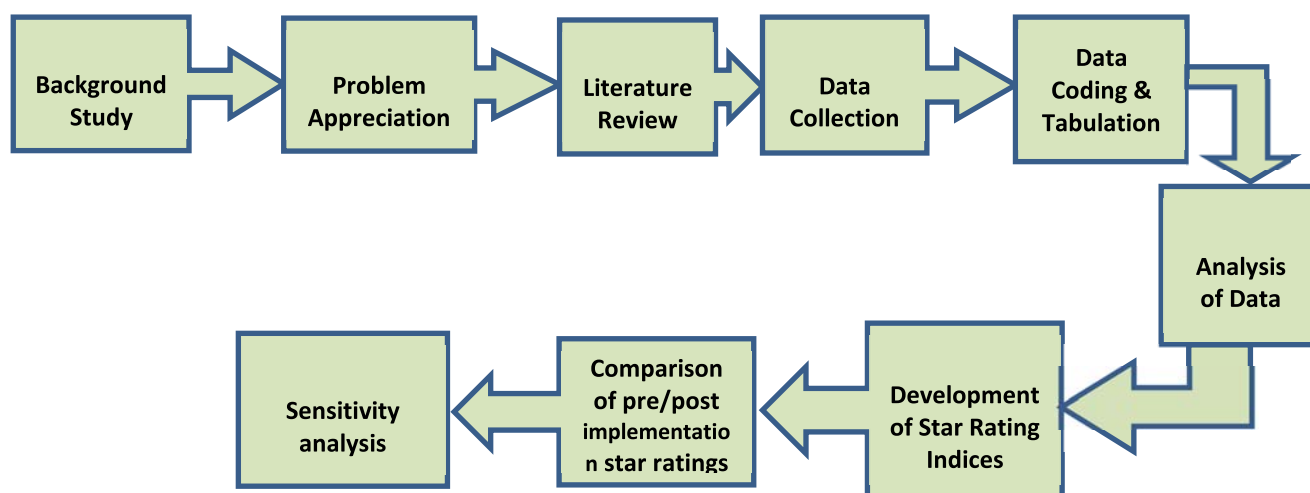 Background
Study
Problem
Appreciation
Literature
Review
Data
Collection
Data
Coding &
Tabulation
Analysis
of Data
Development
of Star Rating
Indices
Comparison
of pre/post
implementatio
n star ratings
Sensitivity
analysis